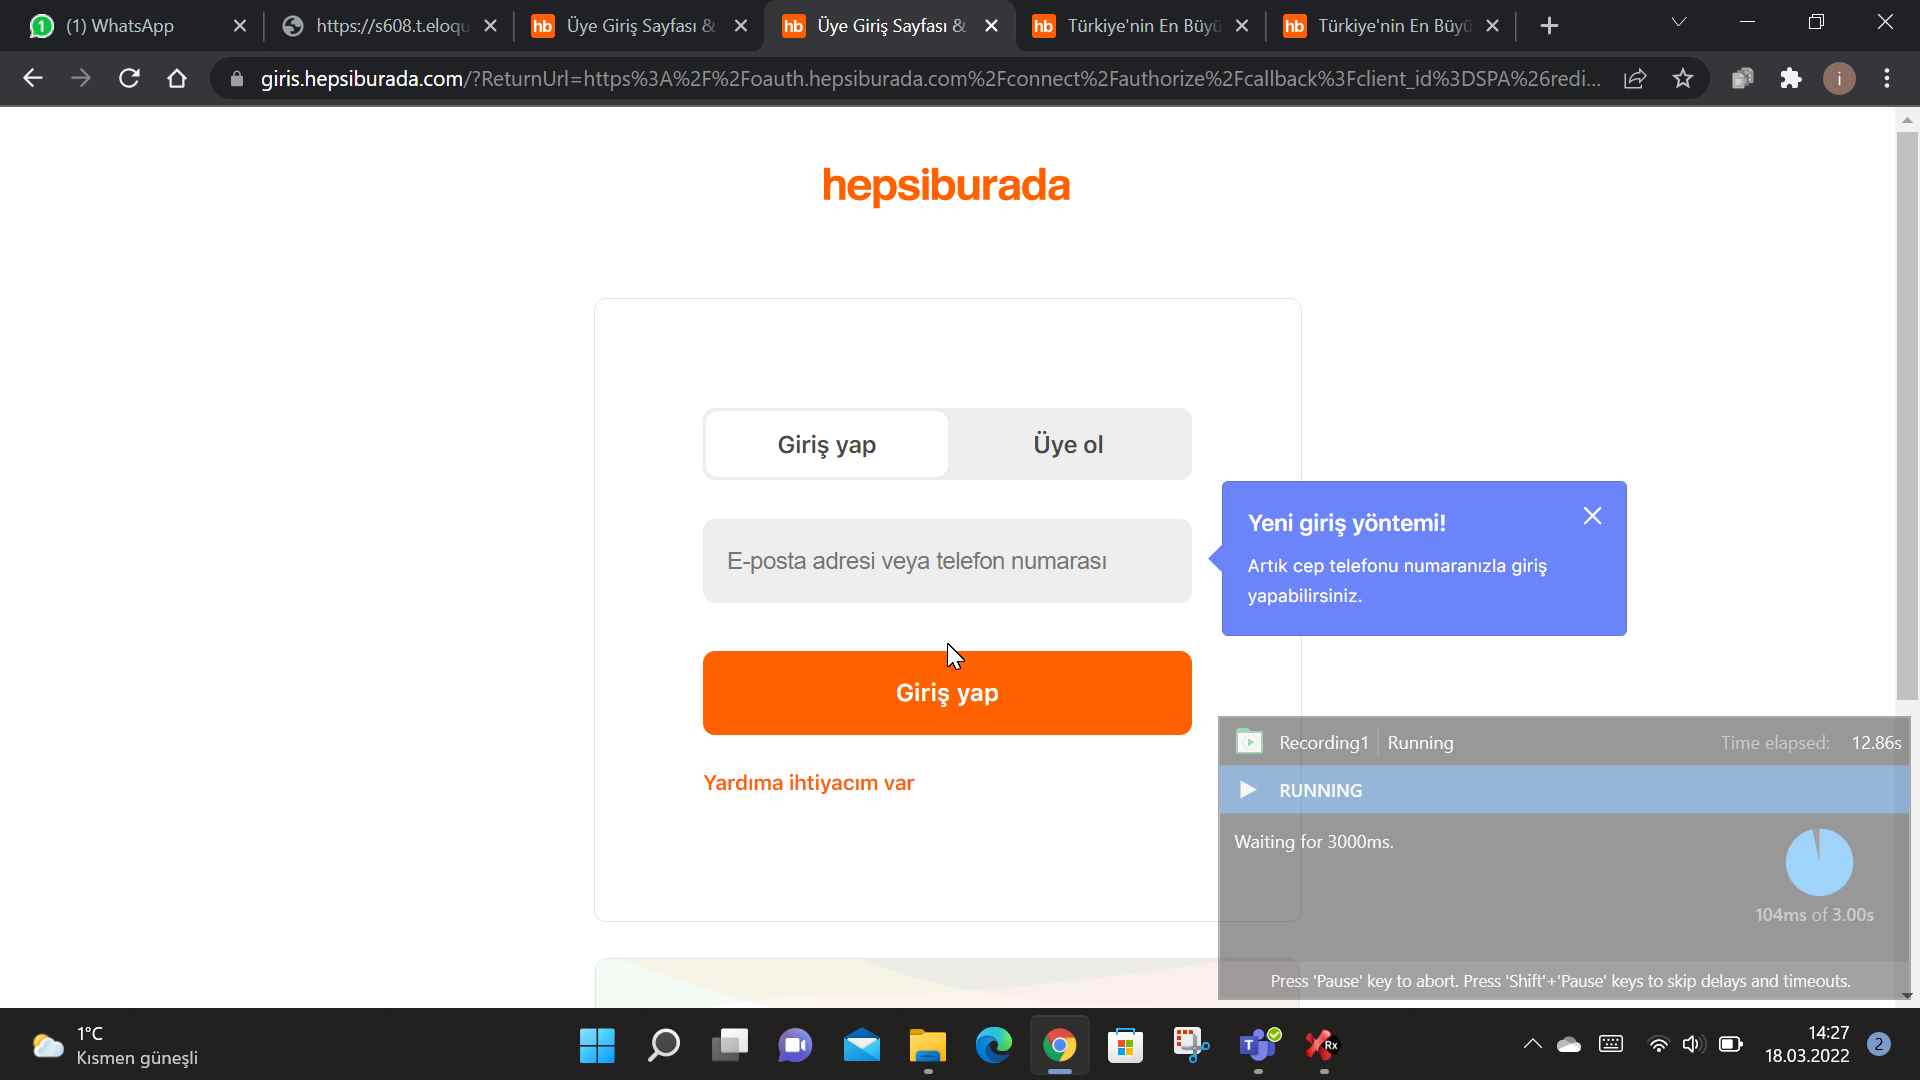 (1) WhatsApp
https://s608.t.eloqu
hb Üye Giriş Sayfası &
hb Üye Giriş Sayfası &
hb Türkiye'nin En Büyü
hb Türkiye'nin En Büyü
giris.hepsiburada.com/?ReturnUrl=https%3A%2F%2Foauth.hepsiburada.com%2Fconnect%2Fauthorize%2Fcallback%3Fclient_id%3DSPA%26redi...
i
hepsiburada
Giriş yap
Üye ol
E-posta adresi veya telefon numarası
Yeni giriş yöntemi!
Artık cep telefonu numaranızla giriş
yapabilirsiniz.
Giriş yap
Yardıma ihtiyacım var
Recording1 Running Time elapsed: 12.86s
RUNNING
Waiting for 3000ms.
104ms of 3.00s
Press 'Pause' key to abort. Press 'Shift'+'Pause' keys to skip delays and timeouts.
1°C
Kısmen güneşli
T
Rx
14:27
18.03.2022
2